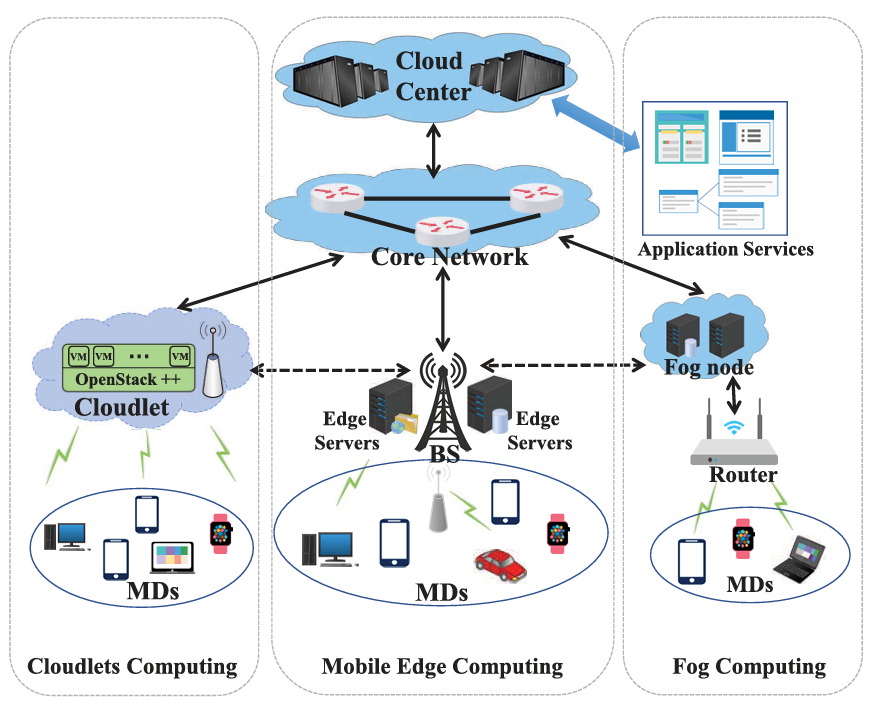 Cloud
Center
Application Services
Core Network
VM VM ... VM
OpenStack ++
Cloudlet
Fog node
Edge
Servers
Edge
Servers
BS
Router
MDs
MDs
MDs
Cloudlets Computing
Mobile Edge Computing
Fog Computing